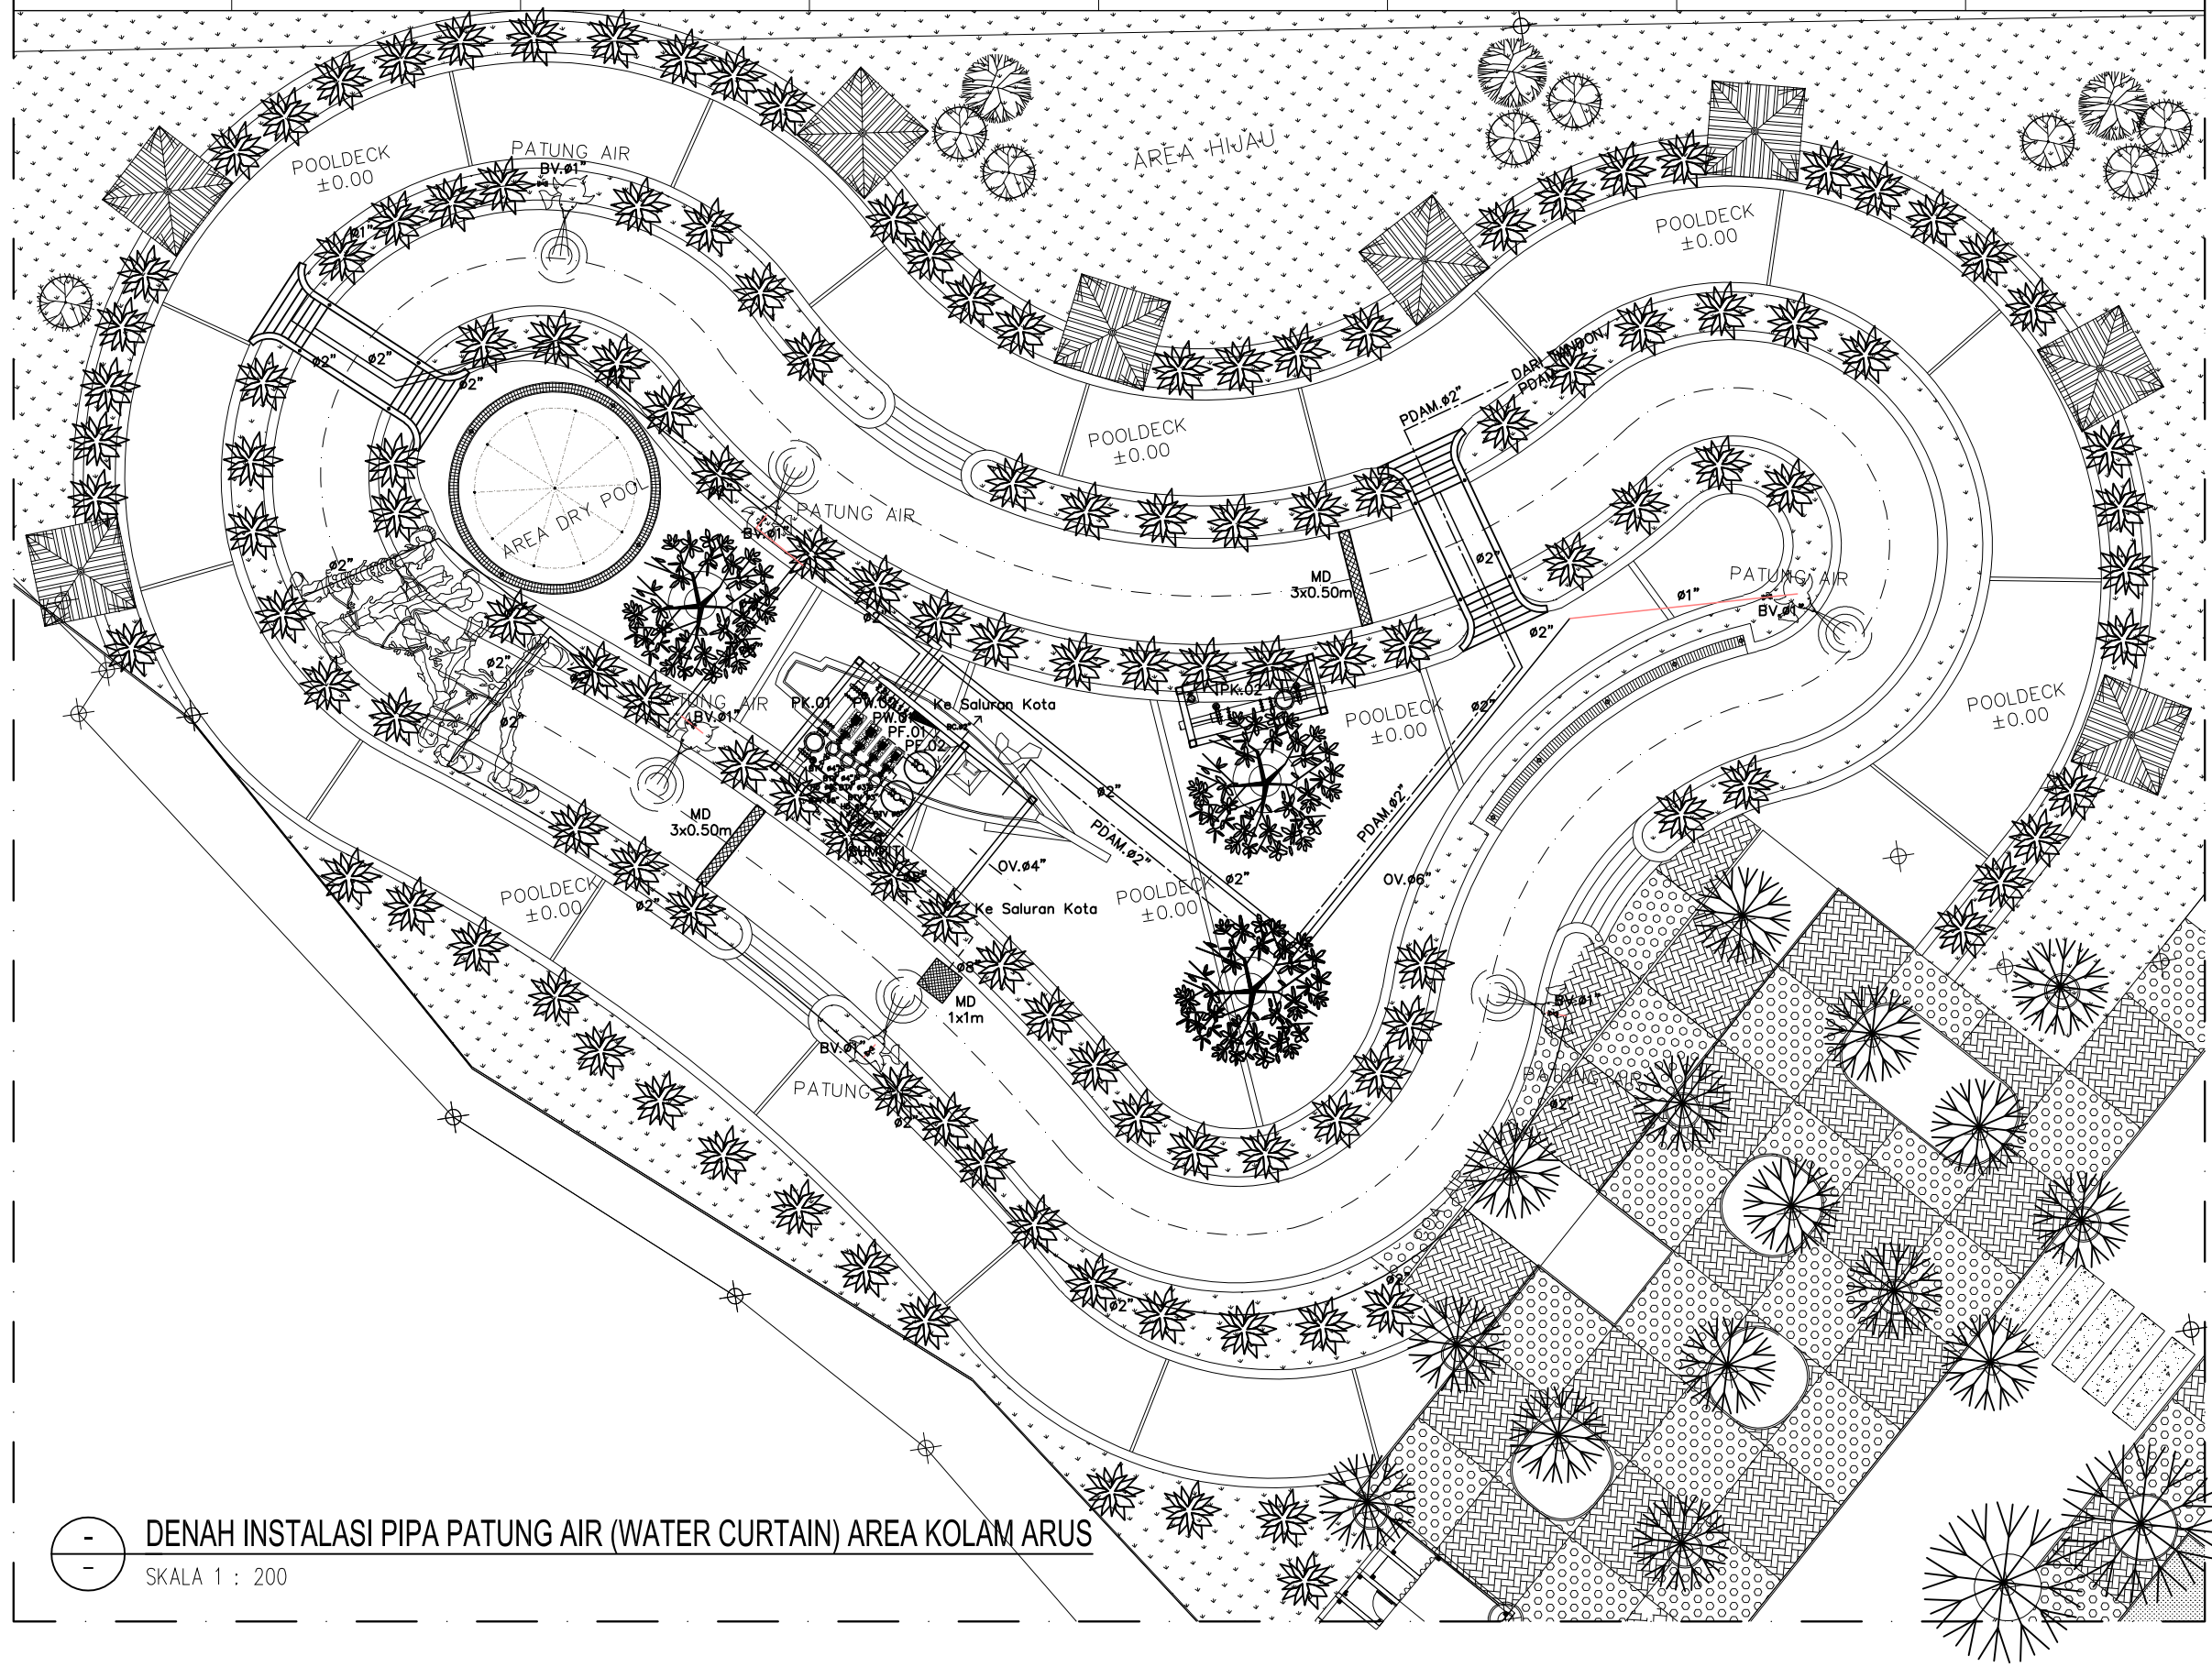 PATUNG AIR
BV.ø1"
POOLDECK
±0.00
AREA HIJAU
POOLDECK
±0.00
ø1"
ø2"
ø2"
ø2"
DARI TANDON/
PDAM
PDAM.ø2"
POOLDECK
±0.00
AREA DRY POOL
PATUNG AIR
BV.ø1"
ø2"
ø2"
MD
3x0.50m
PATUNG AIR
BV.ø1"
ø1"
ø2"
ø2"
ø2"
ø2"
BV.ø1"
PK.01
PW.01
PF.01
PF.02
Ke Saluran Kota
PK.02
POOLDECK
±0.00
ø2"
POOLDECK
±0.00
MD
3x0.50m
ø2"
PDAM.ø2"
PDAM.ø2"
OV.ø4"
ø2"
OV.ø6"
POOLDECK
±0.00
ø2"
Ke Saluran Kota
POOLDECK
±0.00
ø8"
MD
1x1m
BV.ø1"
BV.ø1"
PATUNG
ø2"
ø2"
ø2"
ø2"
DENAH INSTALASI PIPA PATUNG AIR (WATER CURTAIN) AREA KOLAM ARUS
SKALA 1 : 200